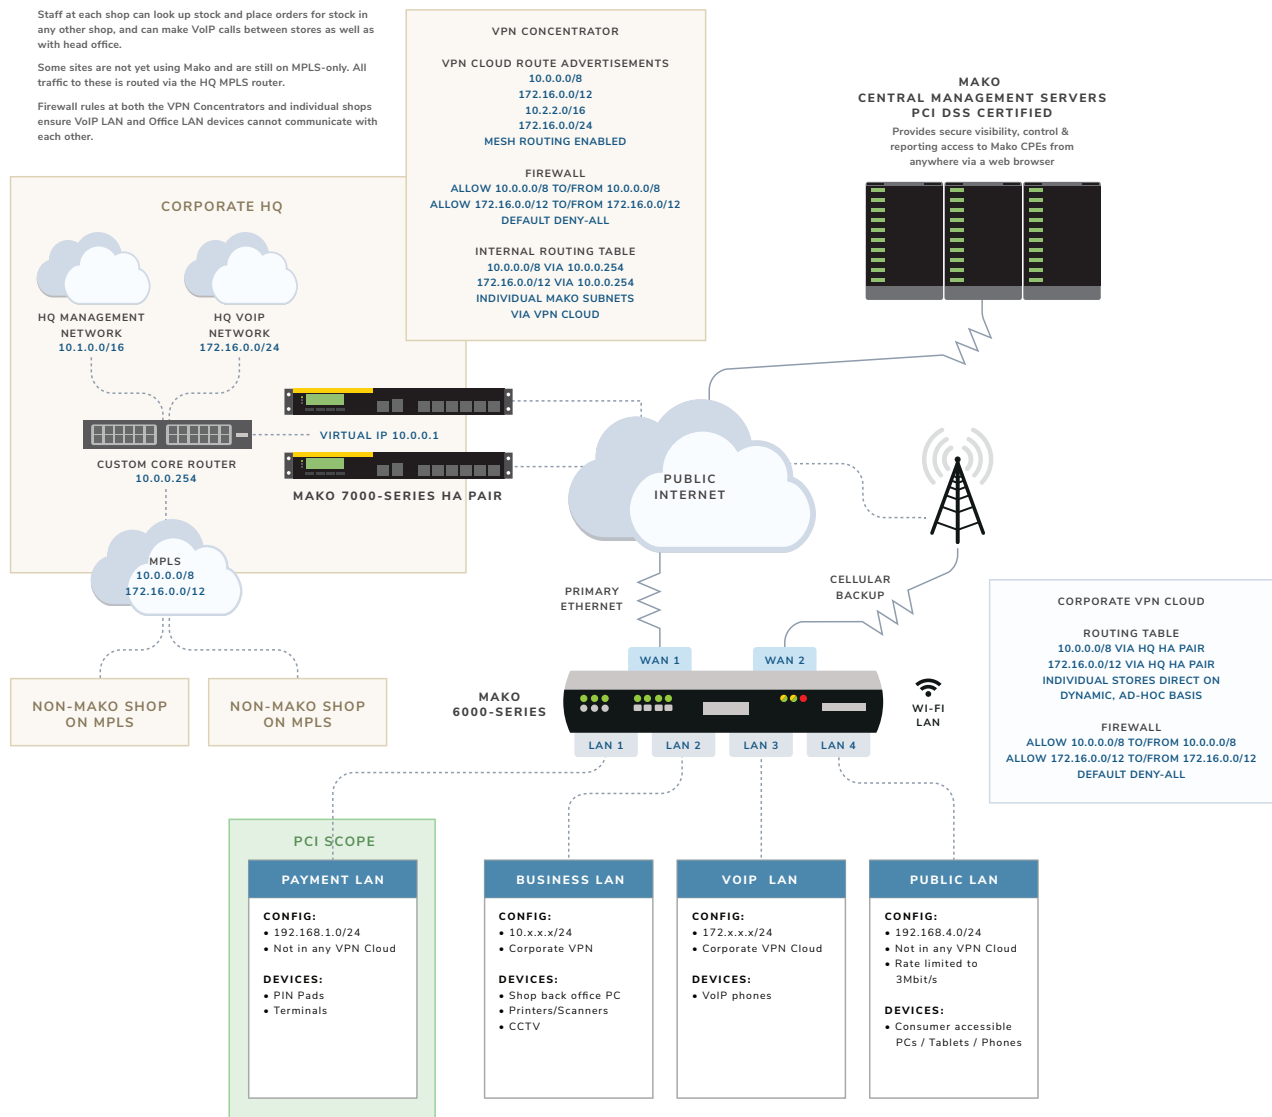 Staff at each shop can look up stock and place orders for stock in
any other shop, and can make VoIP calls between stores as well as
with head office.
Some sites are not yet using Mako and are still on MPLS-only. All
traffic to these is routed via the HQ MPLS router.
Firewall rules at both the VPN Concentrators and individual shops
ensure VoIP LAN and Office LAN devices cannot communicate with
each other.
VPN CONCENTRATOR
VPN CLOUD ROUTE ADVERTISEMENTS
10.0.0.0/8
172.16.0.0/12
10.2.2.0/16
172.16.0.0/24
MESH ROUTING ENABLED
FIREWALL
ALLOW 10.0.0.0/8 TO/FROM 10.0.0.0/8
ALLOW 172.16.0.0/12 TO/FROM 172.16.0.0/12
DEFAULT DENY-ALL
INTERNAL ROUTING TABLE
10.0.0.0/8 VIA 10.0.0.254
172.16.0.0/12 VIA 10.0.0.254
INDIVIDUAL MAKO SUBNETS
VIA VPN CLOUD
MAKO
CENTRAL MANAGEMENT SERVERS
PCI DSS CERTIFIED
Provides secure visibility, control &
reporting access to Mako CPEs from
anywhere via a web browser
CORPORATE HQ
HQ MANAGEMENT
NETWORK
10.1.0.0/16
HQ VOIP
NETWORK
172.16.0.0/24
VIRTUAL IP 10.0.0.1
CUSTOM CORE ROUTER
10.0.0.254
MAKO 7000-SERIES HA PAIR
PUBLIC
INTERNET
MPLS
10.0.0.0/8
172.16.0.0/12
PRIMARY
ETHERNET
CELLULAR
BACKUP
NON-MAKO SHOP
ON MPLS
NON-MAKO SHOP
ON MPLS
WAN 1
WAN 2
MAKO
6000-SERIES
WI-FI
LAN
LAN 1
LAN 2
LAN 3
LAN 4
CORPORATE VPN CLOUD
ROUTING TABLE
10.0.0.0/8 VIA HQ HA PAIR
172.16.0.0/12 VIA HQ HA PAIR
INDIVIDUAL STORES DIRECT ON
DYNAMIC, AD-HOC BASIS
FIREWALL
ALLOW 10.0.0.0/8 TO/FROM 10.0.0.0/8
ALLOW 172.16.0.0/12 TO/FROM 172.16.0.0/12
DEFAULT DENY-ALL
PCI SCOPE
PAYMENT LAN
CONFIG:
• 192.168.1.0/24
• Not in any VPN Cloud
DEVICES:
• PIN Pads
• Terminals
BUSINESS LAN
CONFIG:
• 10.x.x.x/24
• Corporate VPN
DEVICES:
• Shop back office PC
• Printers/Scanners
• CCTV
VOIP LAN
CONFIG:
• 172.x.x.x/24
• Corporate VPN Cloud
DEVICES:
• VoIP phones
PUBLIC LAN
CONFIG:
• 192.168.4.0/24
• Not in any VPN Cloud
• Rate limited to
3Mbit/s
DEVICES:
• Consumer accessible
PCs / Tablets / Phones